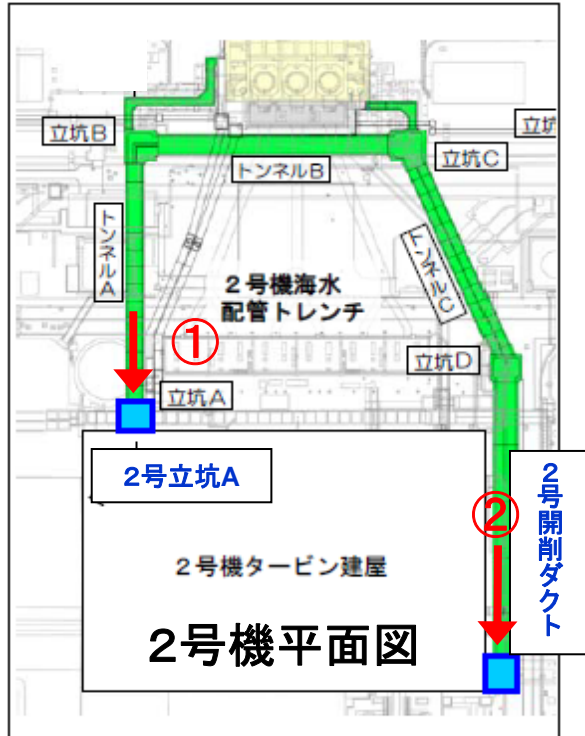 立坑B
立坑
立坑C
トンネルB
トンネルA
トンネルC
2号機海水
配管トレンチ
①
立坑D
立坑A
2号立坑A
②
2号開削ダクト
2号機タービン建屋
2号機平面図